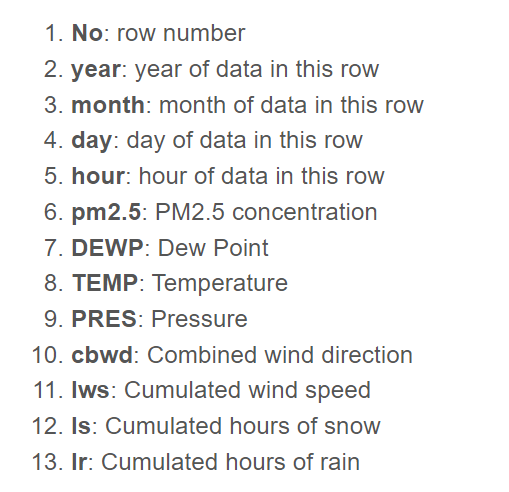 1. No: row number
2. year: year of data in this row
3. month: month of data in this row
4. day: day of data in this row
5. hour: hour of data in this row
6. pm2.5: PM2.5 concentration
7. DEWP: Dew Point
8. TEMP: Temperature
9. PRES: Pressure
10. cbwd: Combined wind direction
11. Iws: Cumulated wind speed
12. Is: Cumulated hours of snow
13. Ir: Cumulated hours of rain